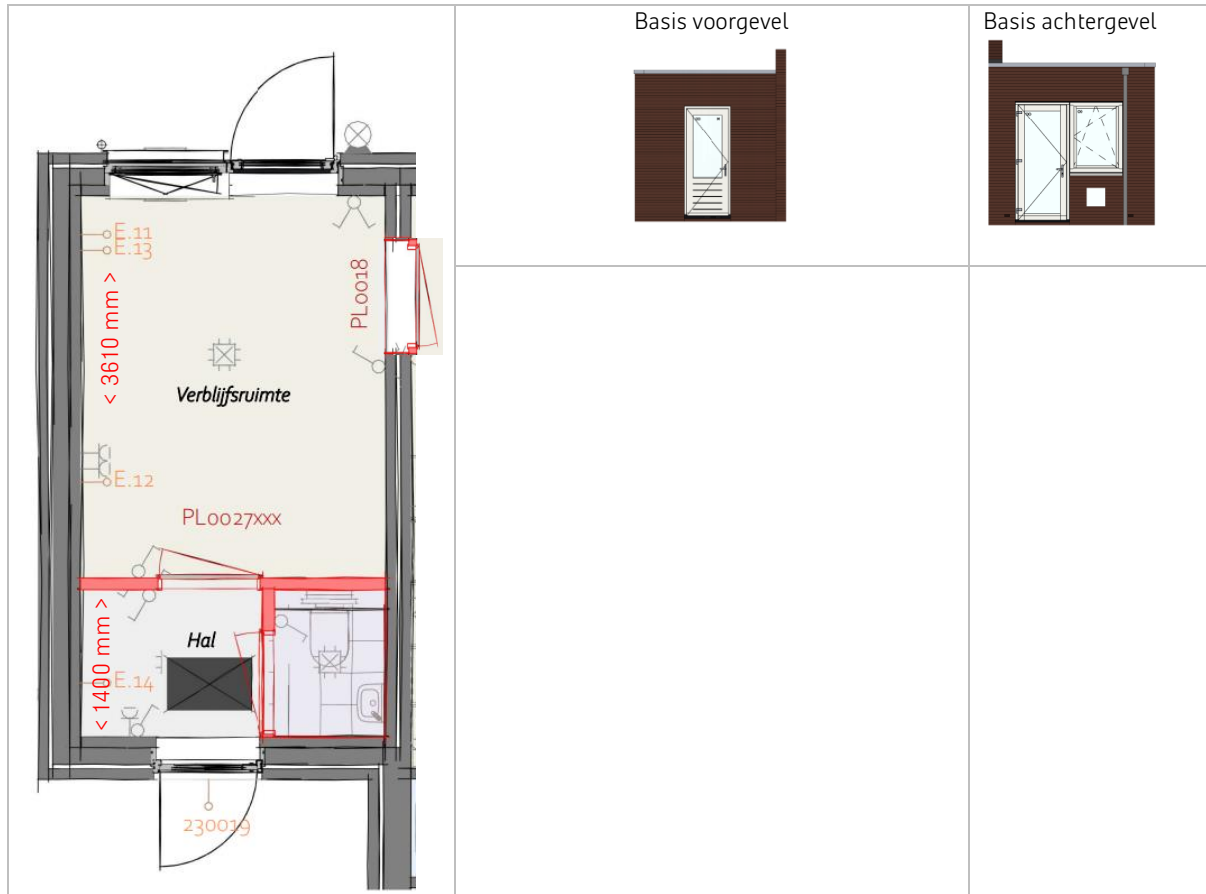 Basis voorgevel
Basis achtergevel
E.11
E.13
< 3610 mm >
PL0018
Verblijfsruimte
E.12
PL0027xxx
Hal
< 1400 mm >
E.14
230019